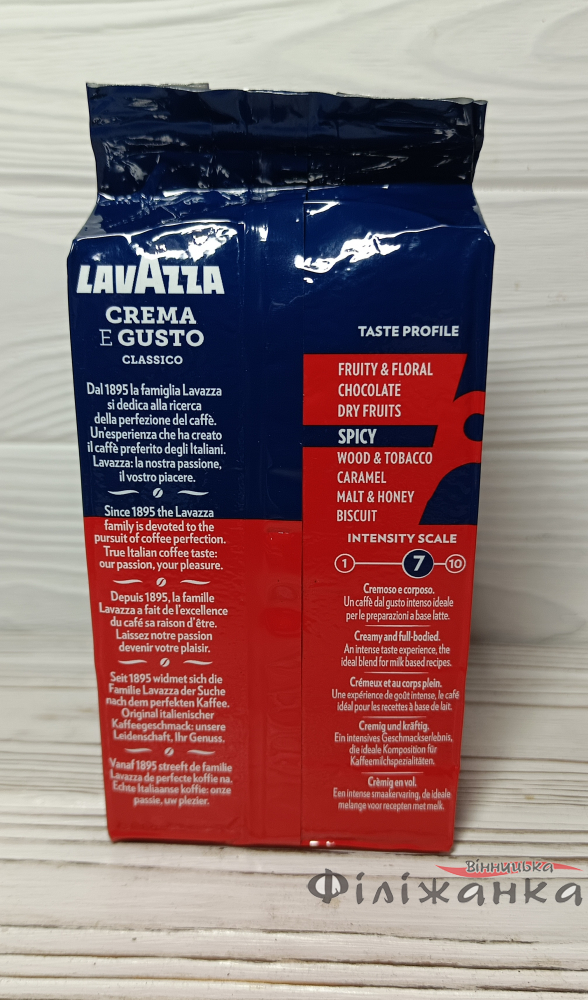 LAVAZZA
CREMA
E GUSTO
CLASSICO
Dal 1895 la famiglia Lavazza
si dedica alla ricerca
della perfezione del caffè.
Un'esperienza che ha creato
il caffè preferito degli Italiani.
Lavazza: la nostra passione,
il vostro piacere.
Since 1895 the Lavazza
family is devoted to the
pursuit of coffee perfection.
True Italian coffee taste:
our passion, your pleasure.
Depuis 1895, la famille
Lavazza a fait de l'excellence
du café sa raison d'être.
Laissez notre passion
devenir votre plaisir.
Seit 1895 widmet sich die
Familie Lavazza der Suche
nach dem perfekten Kaffee.
Original italienischer
Kaffeegeschmack: unsere
Leidenschaft, Ihr Genuss.
Vanaf 1895 streeft de familie
Lavazza de perfecte koffie na.
Echte Italiaanse koffie: onze
passie, uw plezier.
TASTE PROFILE
FRUITY & FLORAL
CHOCOLATE
DRY FRUITS
SPICY
WOOD & TOBACCO
CARAMEL
MALT & HONEY
BISCUIT
INTENSITY SCALE
1 7 10
Cremoso e corposo.
Un caffè dal gusto intenso ideale
per le preparazioni a base latte.
Creamy and full-bodied.
An intense taste experience, the
ideal blend for milk based recipes.
Crémeux et au corps plein.
Une expérience de goût intense, le café
idéal pour les recettes à base de lait.
Cremig und kräftig.
Ein intensives Geschmackserlebnis,
die ideale Komposition für
Kaffeemilchspezialitäten.
Crèmig en vol.
Een intense smaakervaring, de ideale
melange voor recepten met melk.
Вінницька
Філіжанка